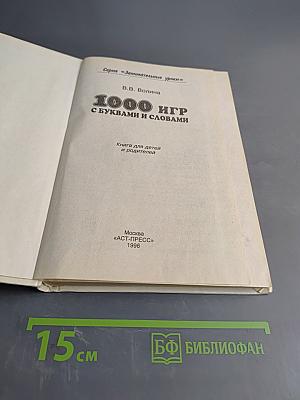 Серия «Занимательные уроки»
В.В. Волина
1000 ИГР
С БУКВАМИ И СЛОВАМИ
Книга для детей
и родителей
Москва
«АСТ-ПРЕСС»
1996
15 см
БФ БИБЛИОФАН